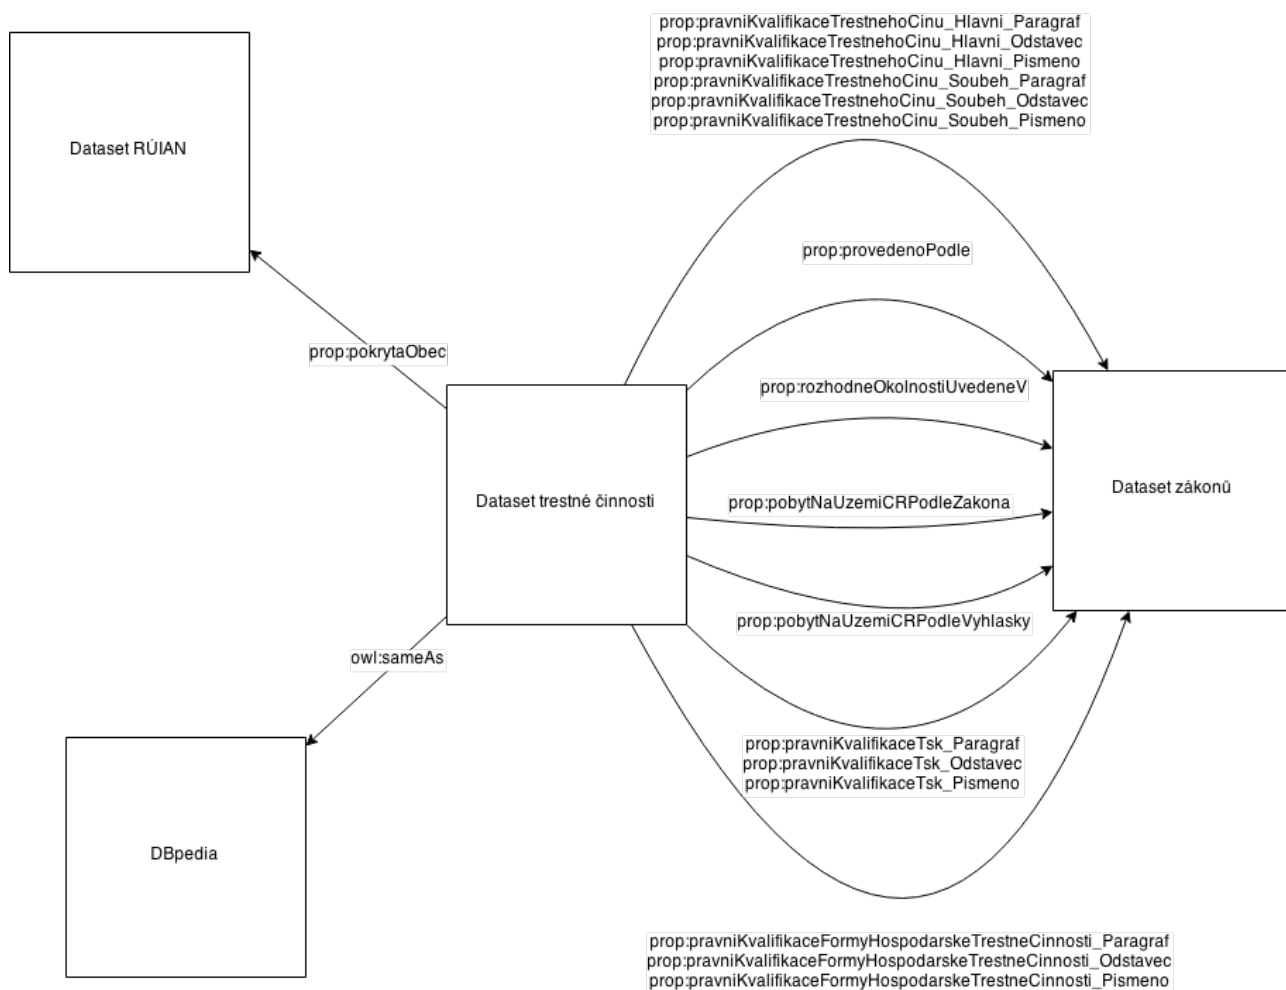 prop:pravniKvalifikaceTrestnehoCinu_Hlavni_Paragraf
prop:pravniKvalifikaceTrestnehoCinu_Hlavni_Odstavec
prop:pravniKvalifikaceTrestnehoCinu_Hlavni_Pismeno
prop:pravniKvalifikaceTrestnehoCinu_Soubeh_Paragraf
prop:pravniKvalifikaceTrestnehoCinu_Soubeh_Odstavec
prop:pravniKvalifikaceTrestnehoCinu_Soubeh_Pismeno
Dataset RÚIAN
prop:provedenoPodle
prop:pokrytaObec
prop:rozhodneOkolnostiUvedeneV
Dataset trestné činnosti
Dataset zákonů
prop:pobytNaUzemiCRPodleZakona
prop:pobytNaUzemiCRPodleVyhlasky
owl:sameAs
prop:pravniKvalifikaceTsk_Paragraf
prop:pravniKvalifikaceTsk_Odstavec
prop:pravniKvalifikaceTsk_Pismeno
DBpedia
prop:pravniKvalifikaceFormyHospodarskeTrestneCinnosti_Paragraf
prop:pravniKvalifikaceFormyHospodarskeTrestneCinnosti_Odstavec
prop:pravniKvalifikaceFormyHospodarskeTrestneCinnosti_Pismeno